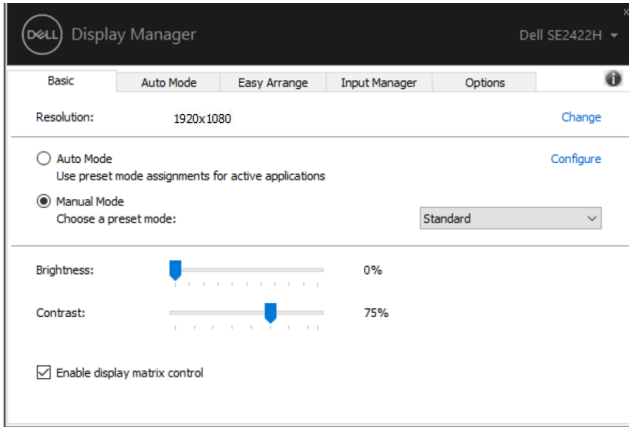 DELL Display Manager Dell SE2422H
Basic Auto Mode Easy Arrange Input Manager Options
Resolution: 1920x1080 Change
Auto Mode Configure
Use preset mode assignments for active applications
Manual Mode
Choose a preset mode: Standard
Brightness: 0%
Contrast: 75%
Enable display matrix control